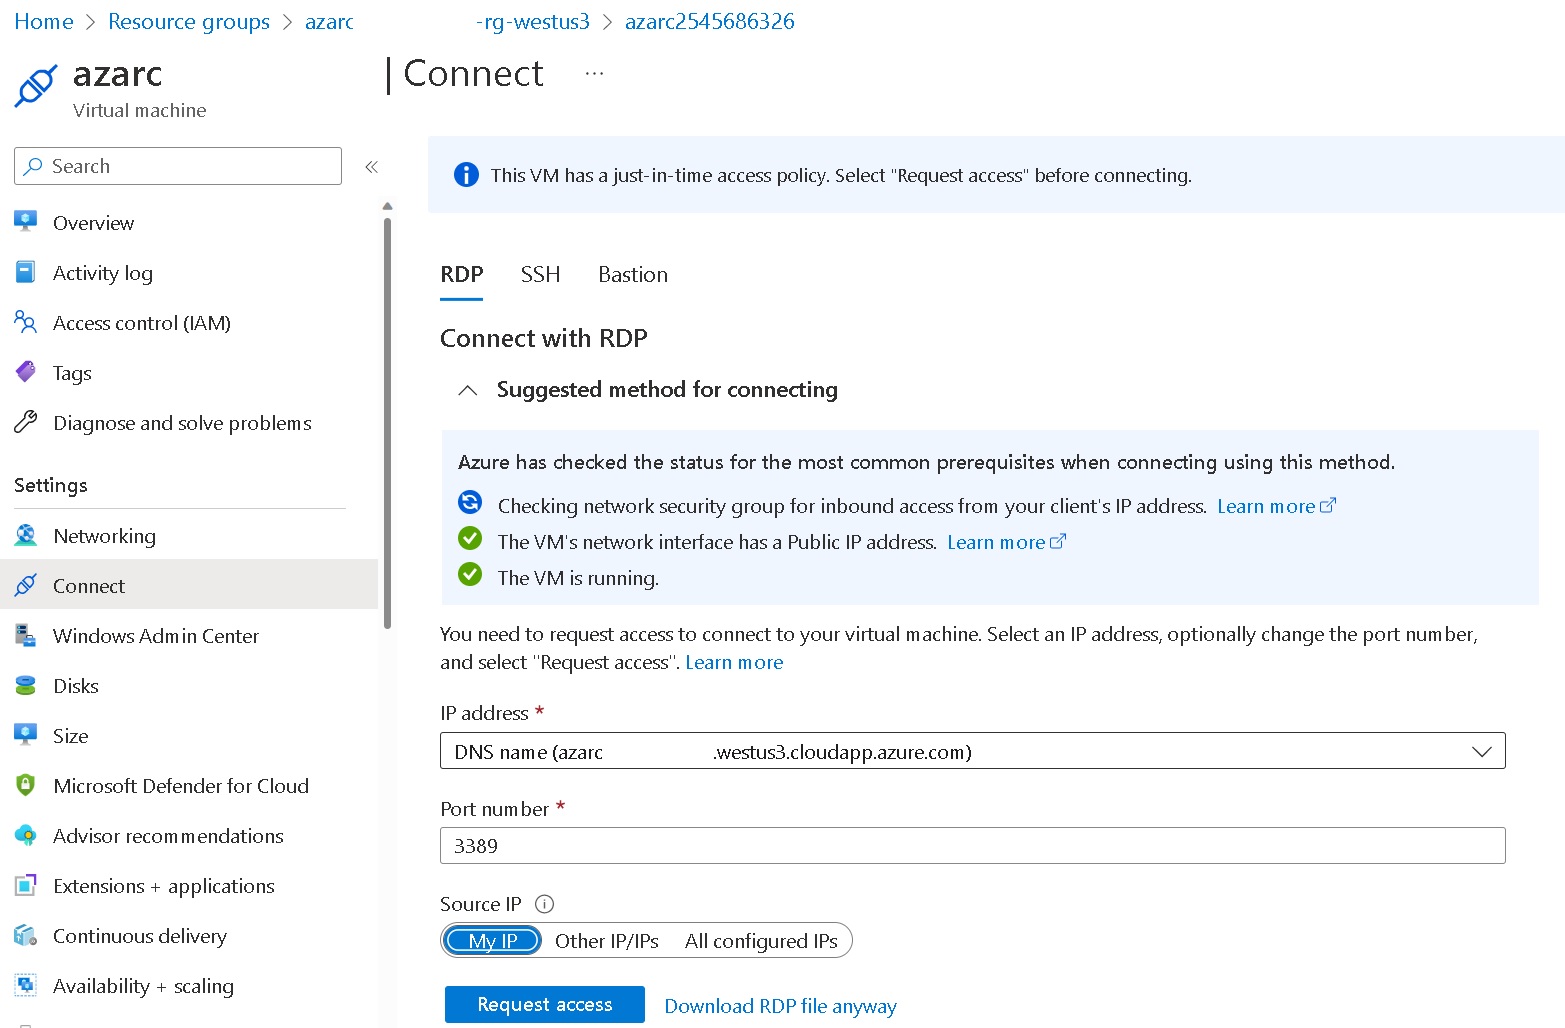 Home > Resource groups > azarc -rg-westus3 > azarc2545686326
azarc | Connect ...
Virtual machine
Search «
Overview
Activity log
Access control (IAM)
Tags
Diagnose and solve problems
Settings
Networking
Connect
Windows Admin Center
Disks
Size
Microsoft Defender for Cloud
Advisor recommendations
Extensions + applications
Continuous delivery
Availability + scaling
This VM has a just-in-time access policy. Select "Request access" before connecting.
RDP SSH Bastion
Connect with RDP
Suggested method for connecting
Azure has checked the status for the most common prerequisites when connecting using this method.
Checking network security group for inbound access from your client's IP address. Learn more
The VM's network interface has a Public IP address. Learn more
The VM is running.
You need to request access to connect to your virtual machine. Select an IP address, optionally change the port number,
and select "Request access". Learn more
IP address *
DNS name (azarc .westus3.cloudapp.azure.com)
Port number *
3389
Source IP
My IP Other IP/IPs All configured IPs
Request access Download RDP file anyway